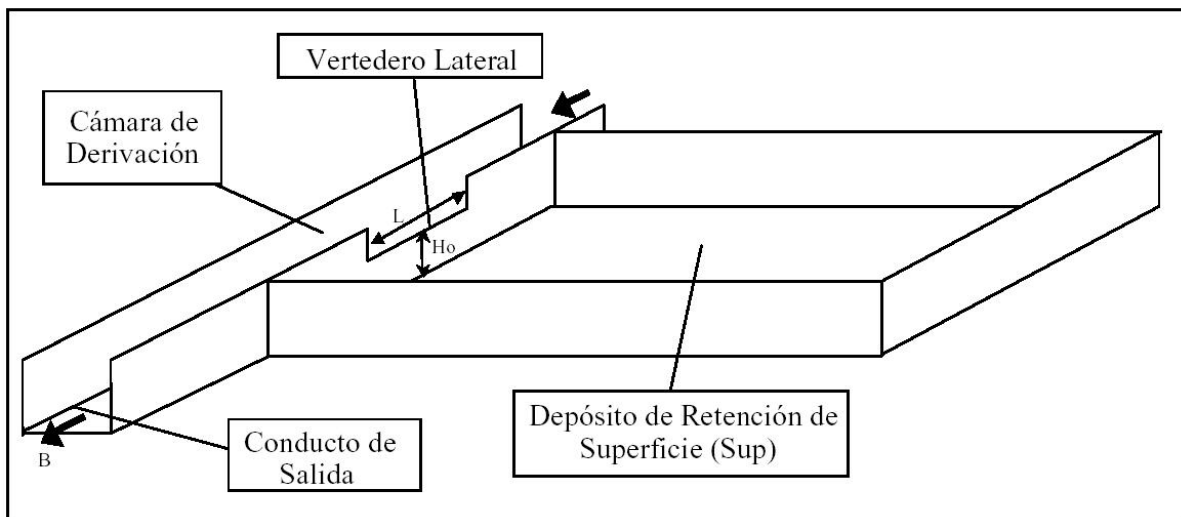 Vertedero Lateral
Cámara de
Derivación
L
Ho
B
Conducto de
Salida
Depósito de Retención de
Superficie (Sup)